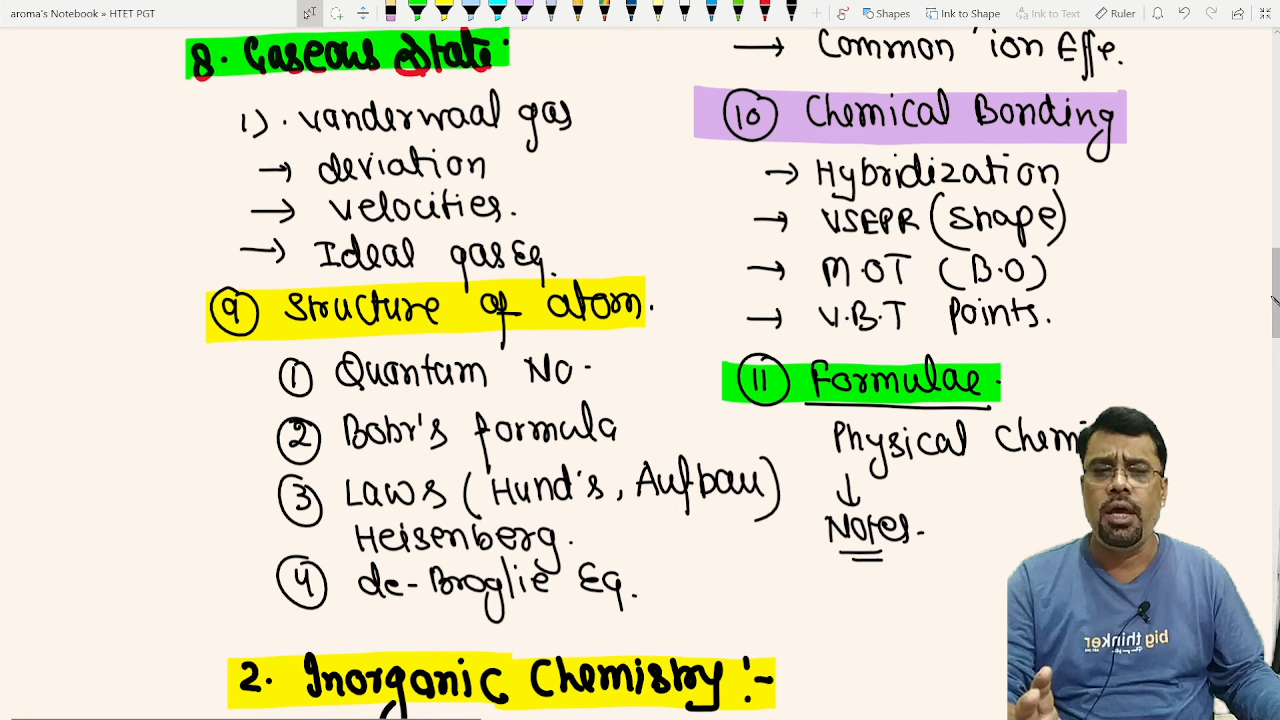 aroma's Notebook » HTET PGT
Shapes
Ink to Shape
Ink to Text
Ruler
8. Gaseous state.
1). vanderwaal gas
→ deviation
→ velocities.
→ Ideal gas Eq.
9 Structure of atom.
1 Quantum No.
2 Bohr's formula
3 Laws (Hund's, Aufbau)
Heisenberg.
4 de-Broglie Eq.
→ Common ion Effe.
10 Chemical Bonding
→ Hybridization
→ VSEPR (Shape)
→ M.OT (B.O)
→ V.B.T Points.
11 Formulae.
Physical Chemi
↓
Notes.
2. Inorganic Chemistry :-
big thinker